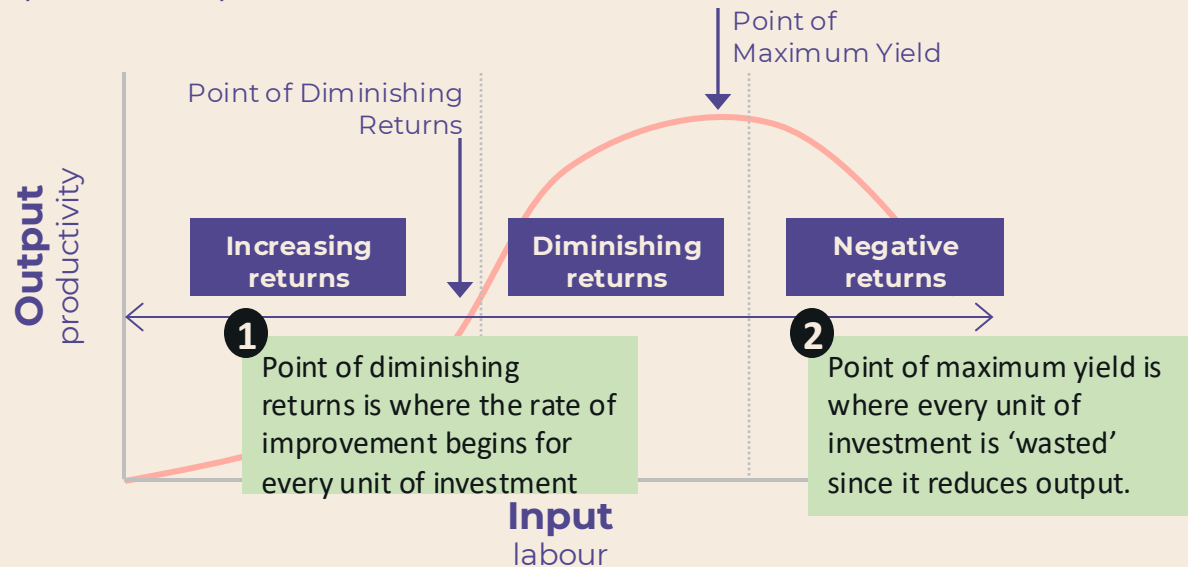 Point of
Maximum Yield
Point of Diminishing
Returns
Output
productivity
Increasing
returns
Diminishing
returns
Negative
returns
1
Point of diminishing
returns is where the rate of
improvement begins for
every unit of investment
2
Point of maximum yield is
where every unit of
investment is ‘wasted’
since it reduces output.
Input
labour